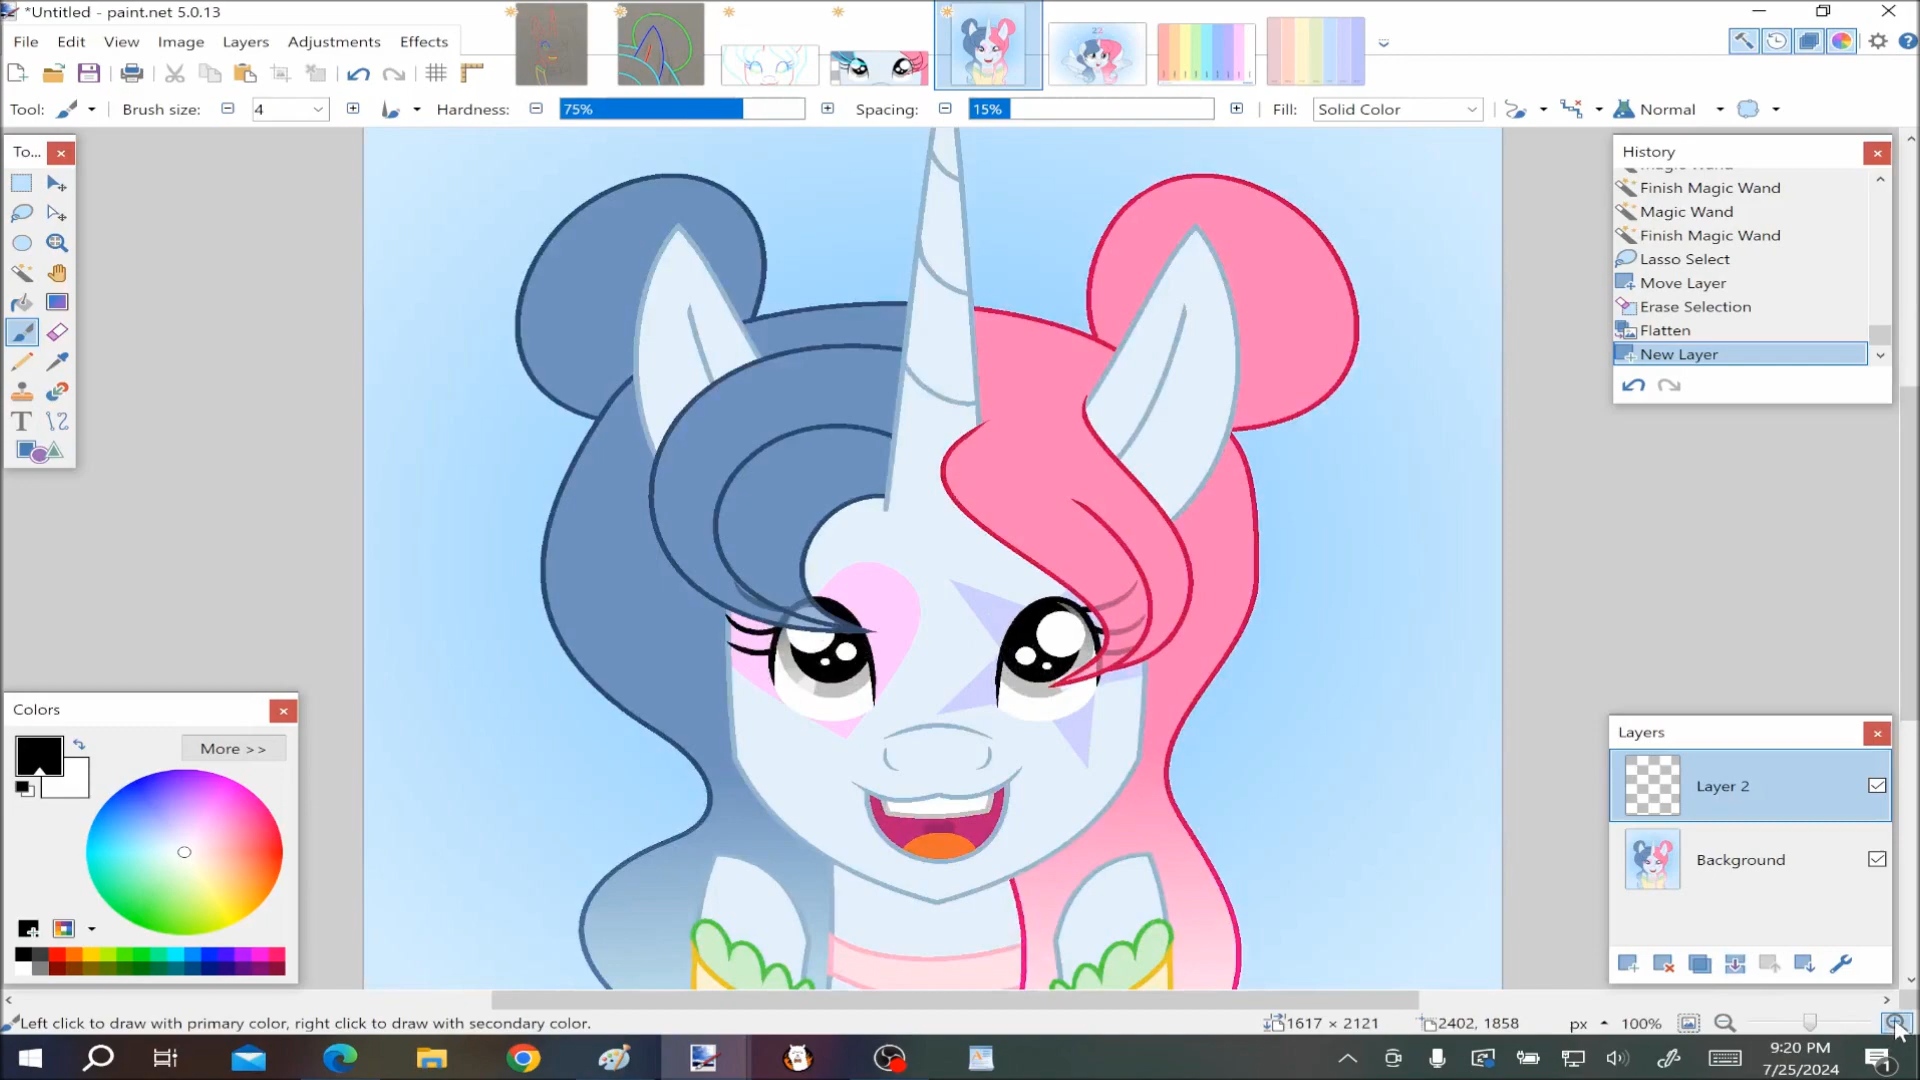 *Untitled - paint.net 5.0.13
File Edit View Image Layers Adjustments Effects
22
Tool: Brush size: 4 Hardness: 75% Spacing: 15% Fill: Solid Color Normal
To...
History
Finish Magic Wand
Magic Wand
Finish Magic Wand
Lasso Select
Move Layer
Erase Selection
Flatten
New Layer
Colors
More >>
Layers
Layer 2
Background
Left click to draw with primary color, right click to draw with secondary color.
1617 × 2121
2402, 1858
px
100%
9:20 PM
7/25/2024
1